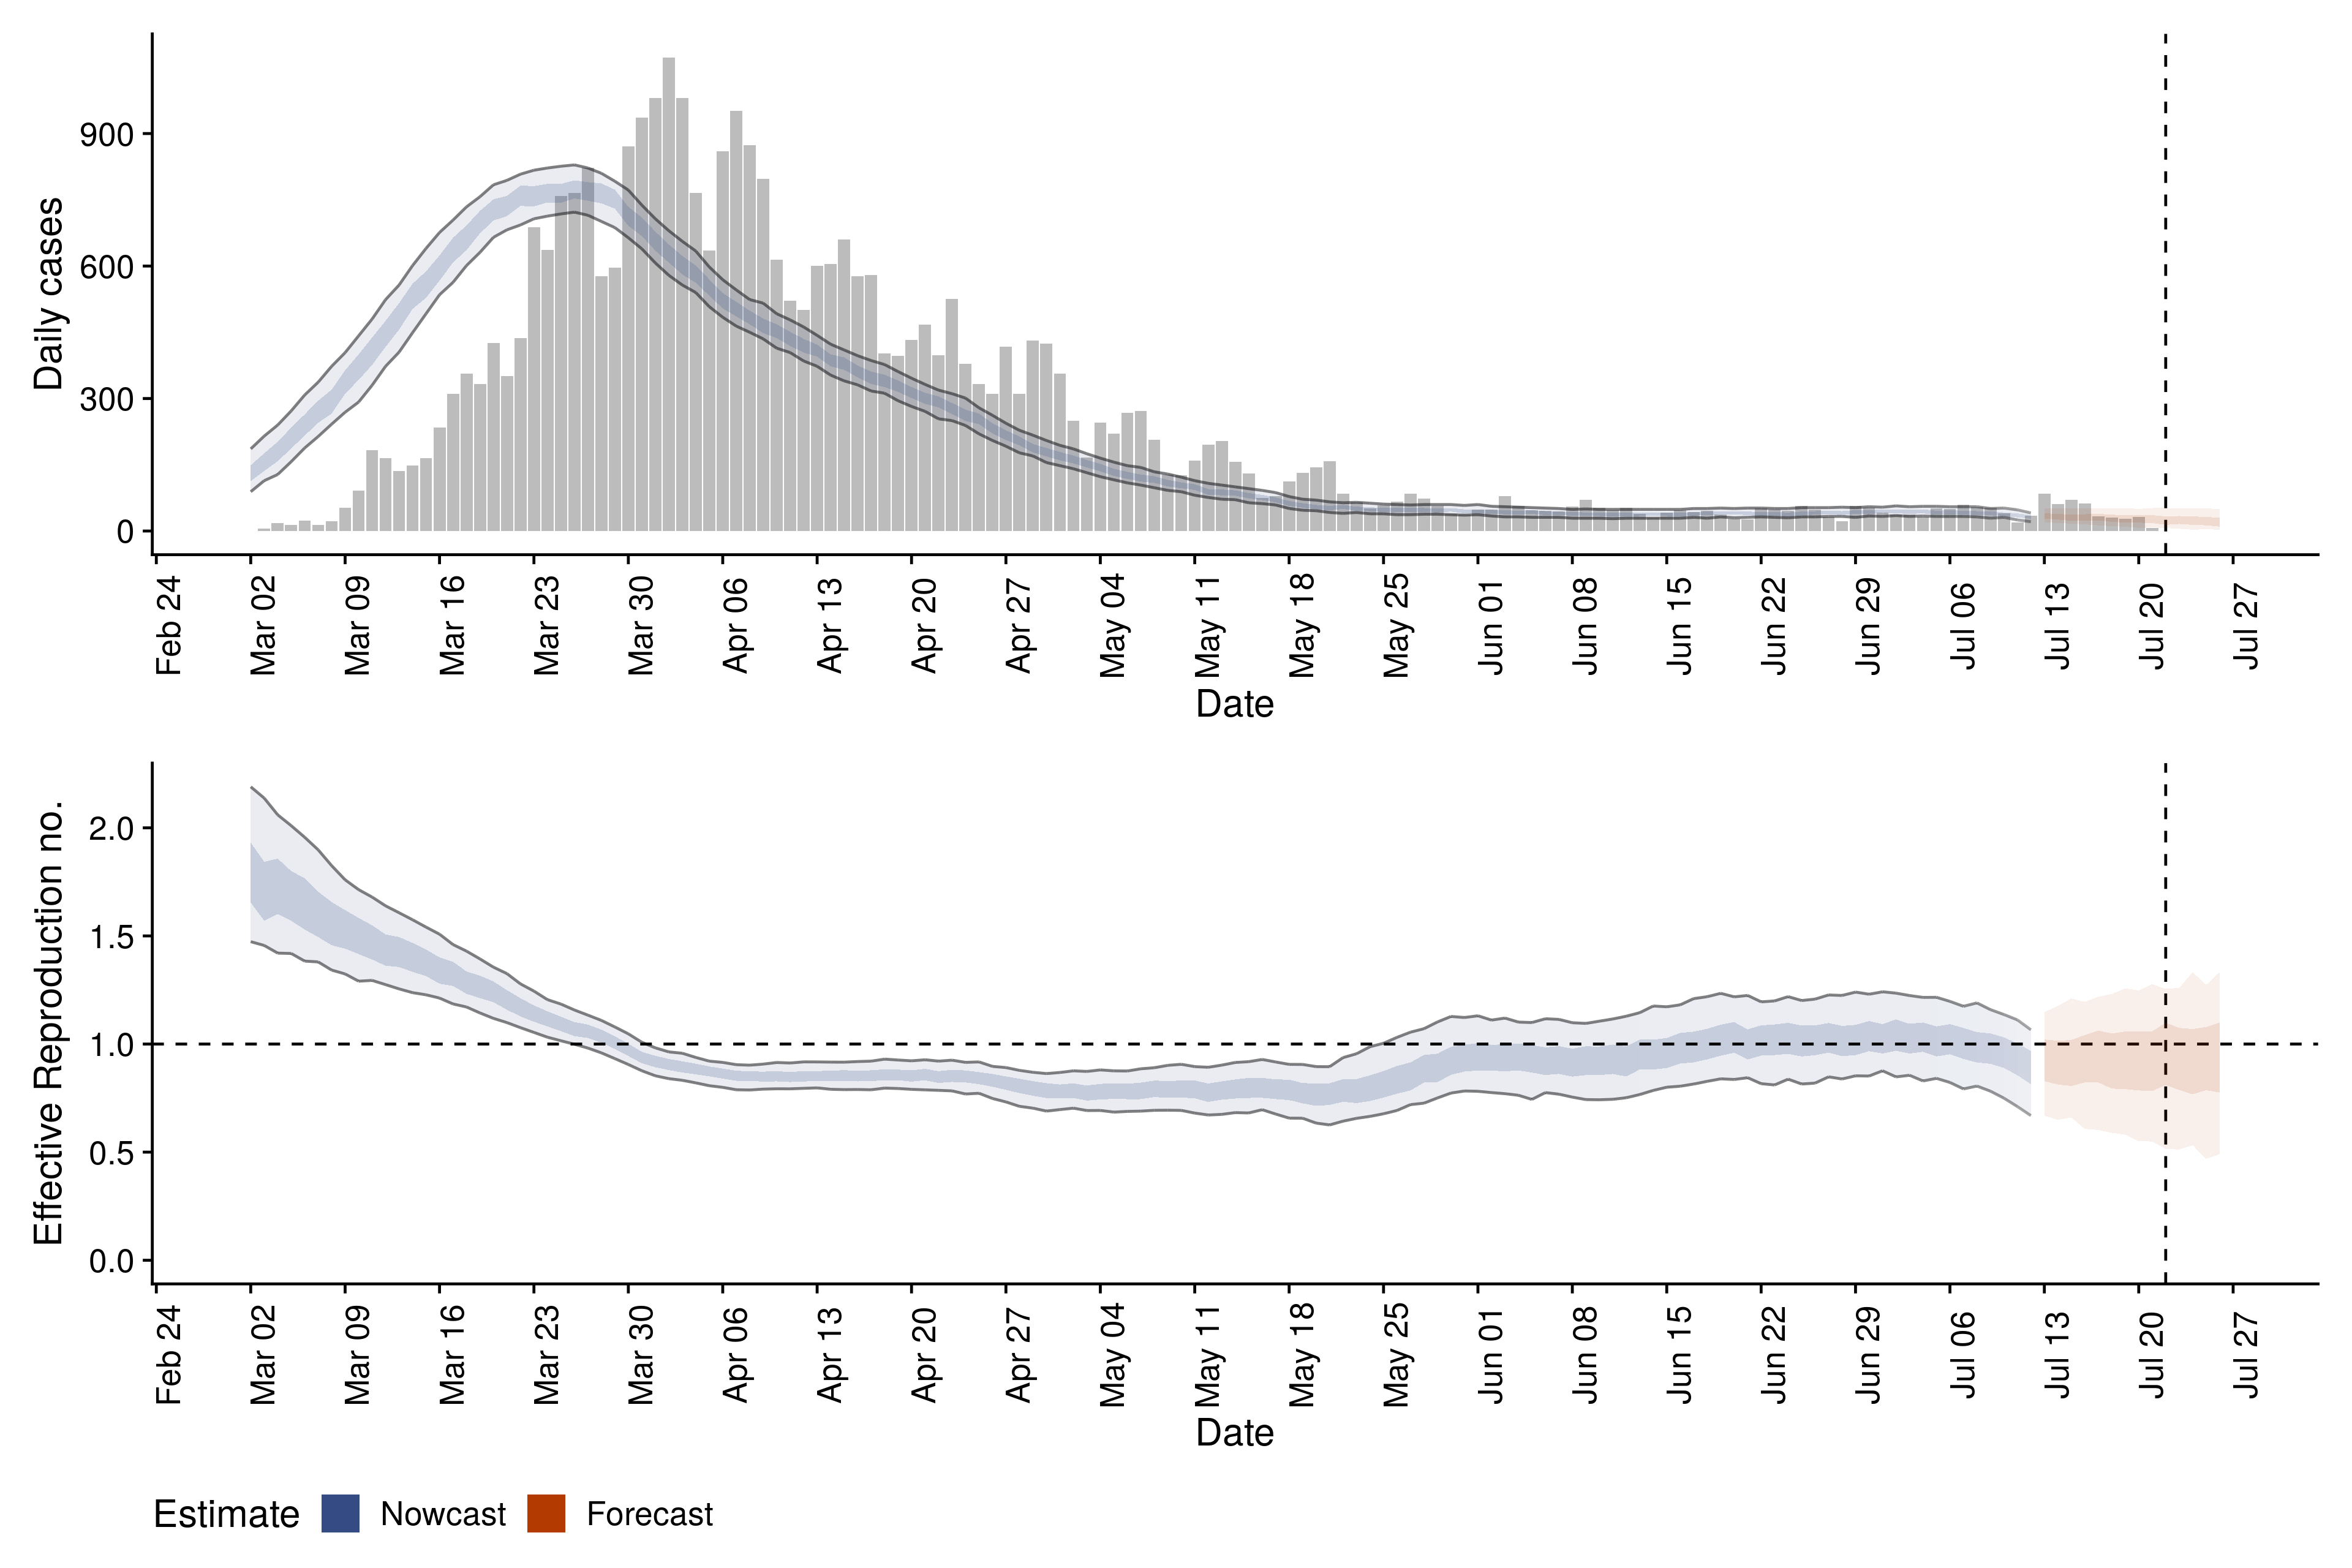 Daily cases
900
600
300
0
Feb 24
Mar 02
Mar 09
Mar 16
Mar 23
Mar 30
Apr 06
Apr 13
Apr 20
Apr 27
May 04
May 11
May 18
May 25
Jun 01
Jun 08
Jun 15
Jun 22
Jun 29
Jul 06
Jul 13
Jul 20
Jul 27
Date
Effective Reproduction no.
2.0
1.5
1.0
0.5
0.0
Feb 24
Mar 02
Mar 09
Mar 16
Mar 23
Mar 30
Apr 06
Apr 13
Apr 20
Apr 27
May 04
May 11
May 18
May 25
Jun 01
Jun 08
Jun 15
Jun 22
Jun 29
Jul 06
Jul 13
Jul 20
Jul 27
Date
Estimate Nowcast Forecast